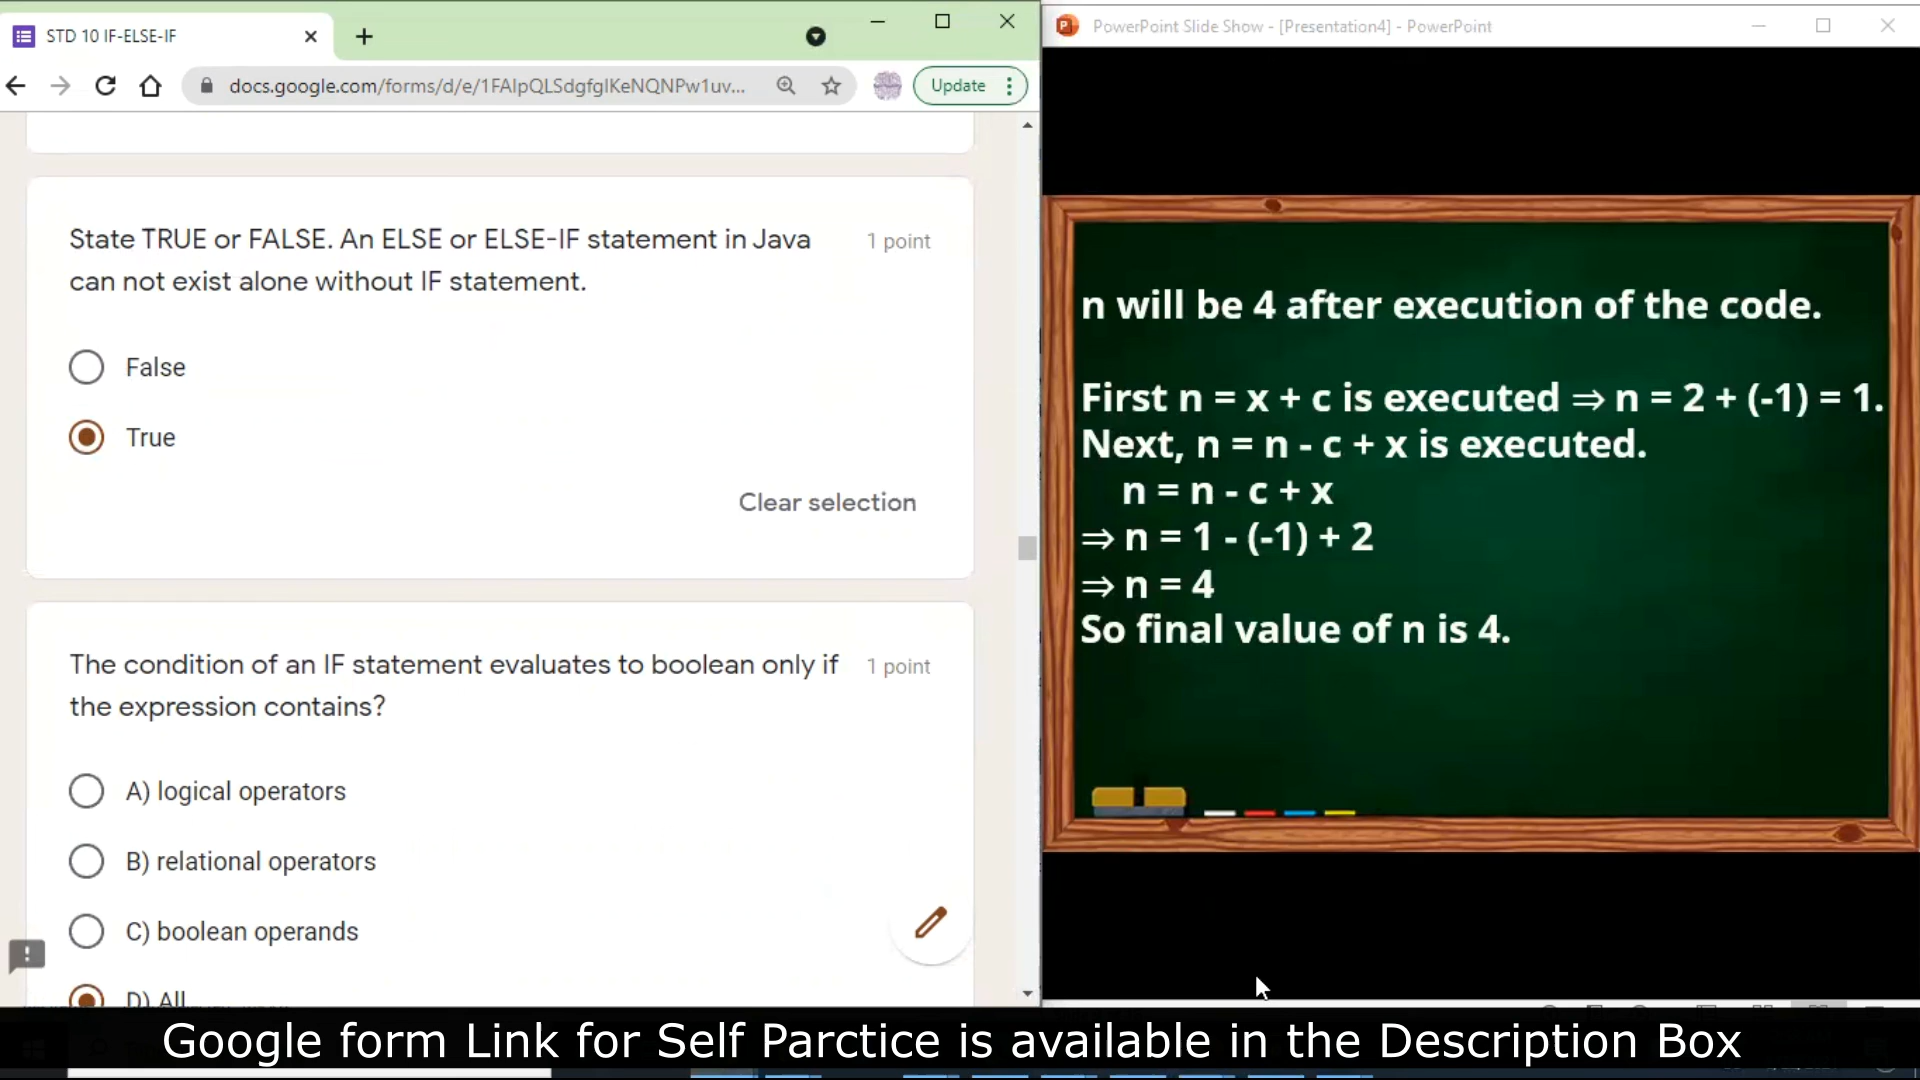 STD 10 IF-ELSE-IF
PowerPoint Slide Show - [Presentation4] - PowerPoint
docs.google.com/forms/d/e/1FAIpQLSdgfglKeNQNPw1uv...
Update
State TRUE or FALSE. An ELSE or ELSE-IF statement in Java
can not exist alone without IF statement.
1 point
False
True
Clear selection
The condition of an IF statement evaluates to boolean only if
the expression contains?
1 point
A) logical operators
B) relational operators
C) boolean operands
D) All
n will be 4 after execution of the code.
First n = x + c is executed ⇒ n = 2 + (-1) = 1.
Next, n = n - c + x is executed.
n = n - c + x
⇒ n = 1 - (-1) + 2
⇒ n = 4
So final value of n is 4.
Google form Link for Self Parctice is available in the Description Box